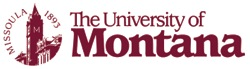 MISSOULA 1893
M
The University of
Montana